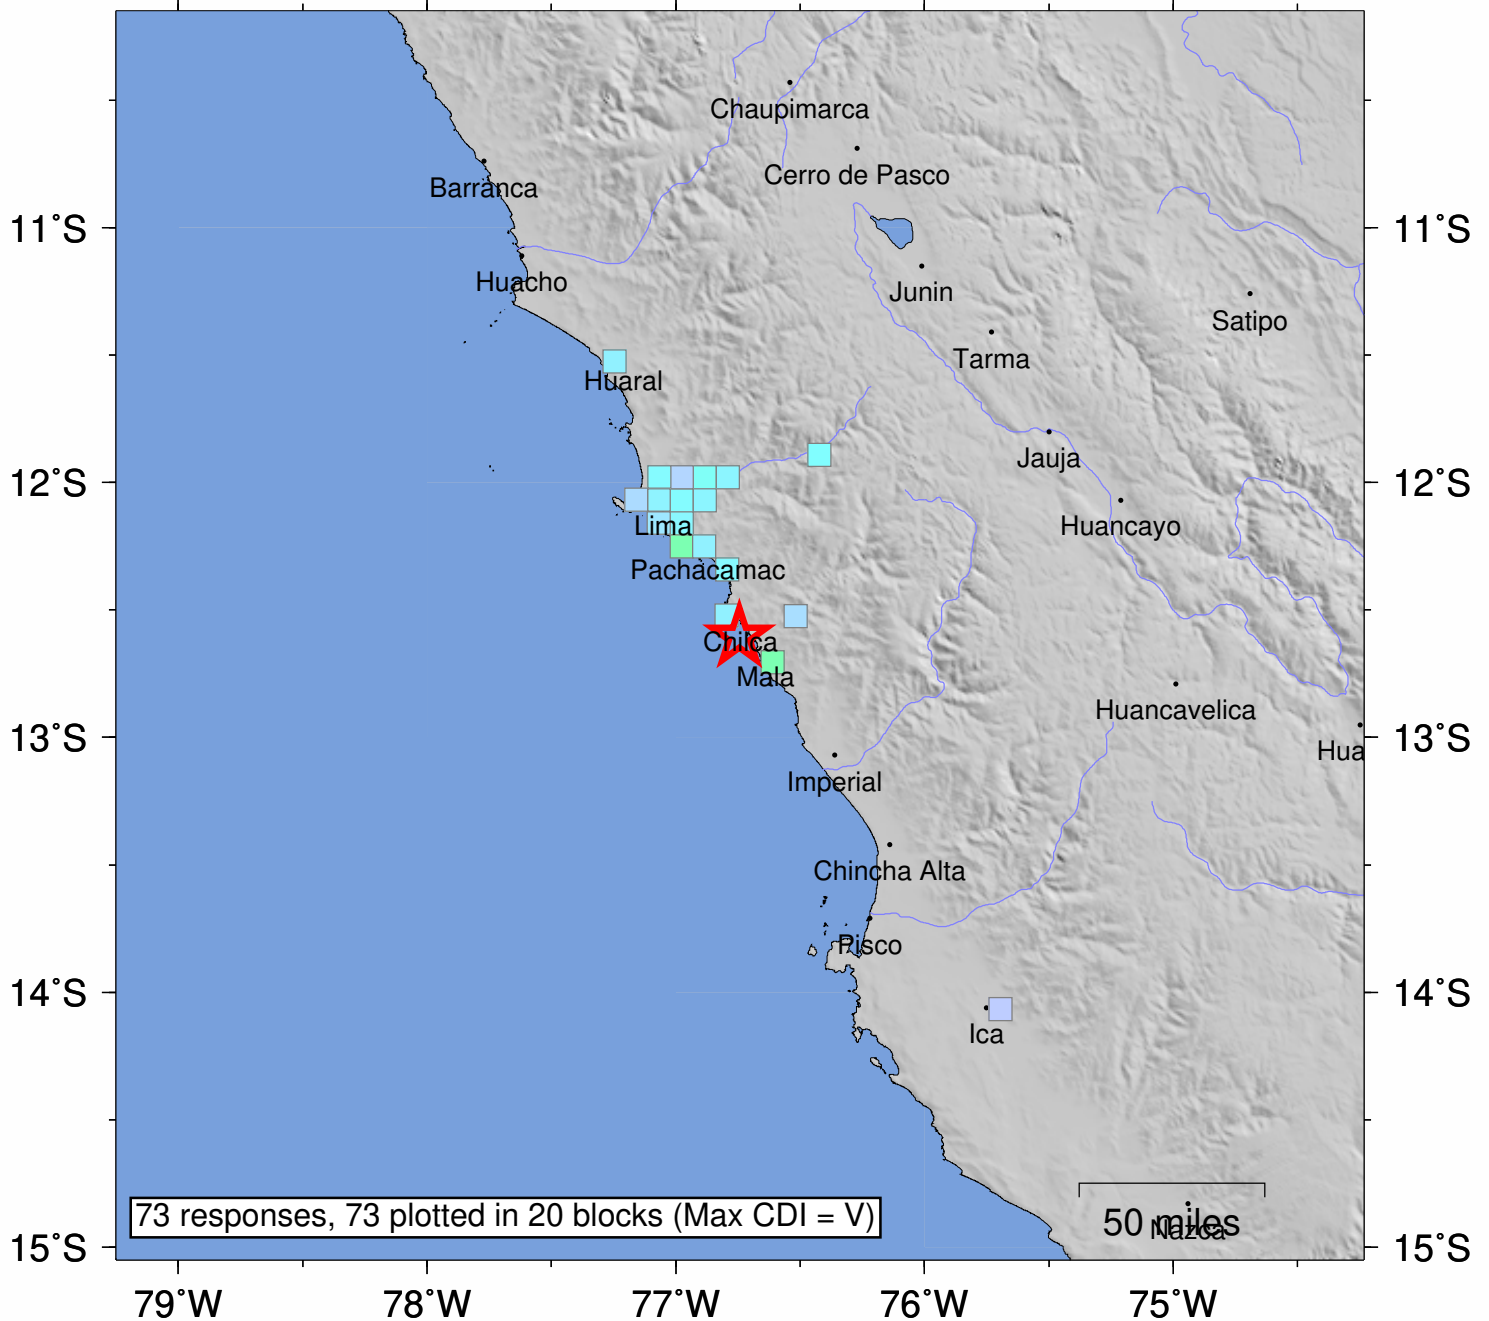 Chaupimarca
Cerro de Pasco
Barranca
11°S
11°S
Huacho
Junin
Satipo
Tarma
Huaral
Jauja
12°S
12°S
Lima
Huancayo
Pachacamac
Chilca
Mala
Huancavelica
13°S
13°S
Hua
Imperial
Chincha Alta
Pisco
14°S
14°S
Ica
73 responses, 73 plotted in 20 blocks (Max CDI = V)
50 miles
Nazca
15°S
15°S
79°W
78°W
77°W
76°W
75°W